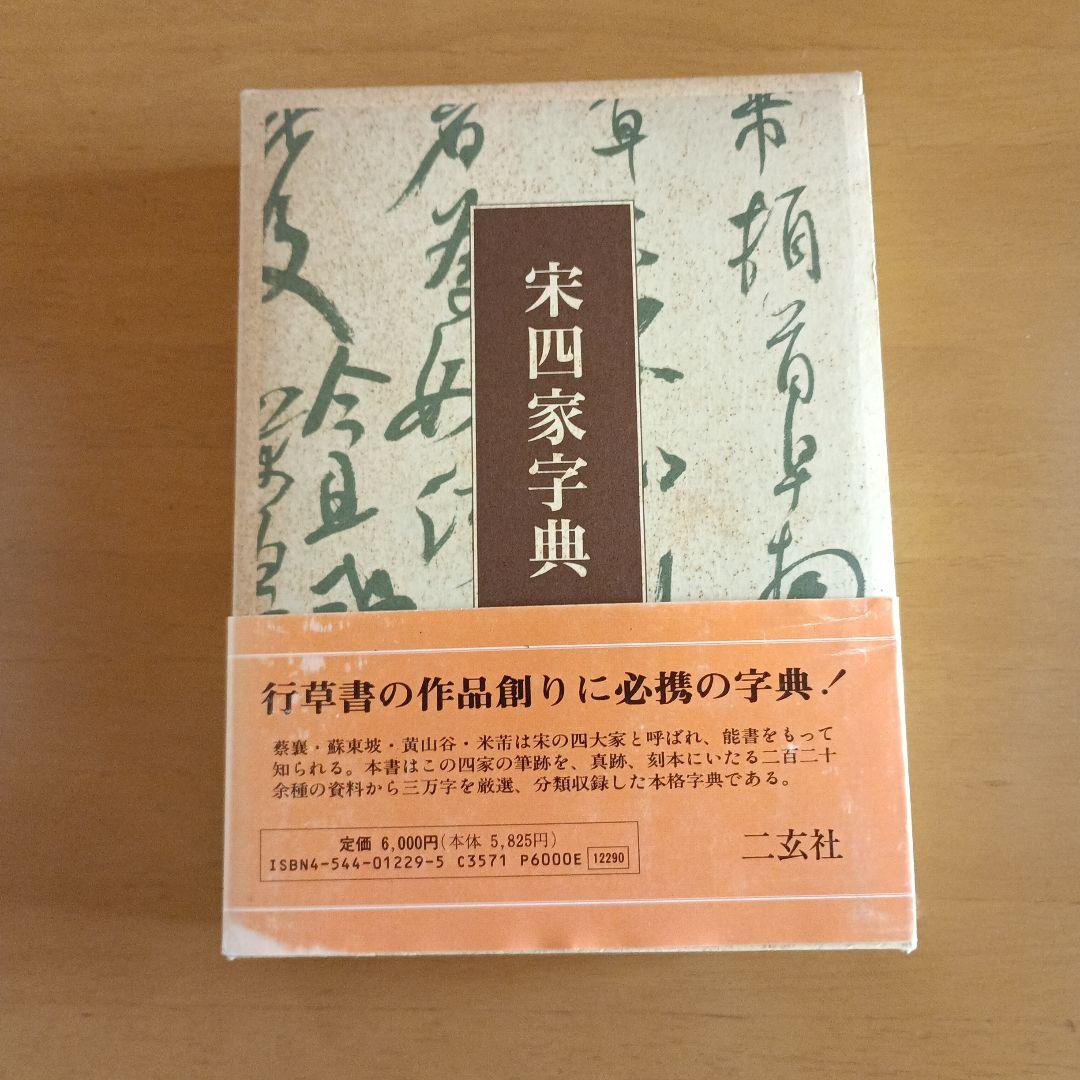 宋四家字典
行草書の作品創りに必携の字典!
蔡襄・蘇東坡・黄山谷・米芾は宋の四大家と呼ばれ、能書をもって
知られる。本書はこの四家の筆跡を、真跡、刻本にいたる二百二十
余種の資料から三万字を厳選、分類収録した本格字典である。
定価 6,000円(本体 5,825円)
ISBN4-544-01229-5 C3571 P6000E 12290
二玄社